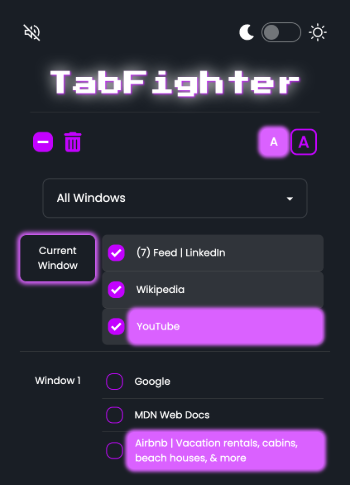 TabFighter
A A
All Windows
Current
Window
(7) Feed | LinkedIn
Wikipedia
YouTube
Window 1
Google
MDN Web Docs
Airbnb | Vacation rentals, cabins,
beach houses, & more